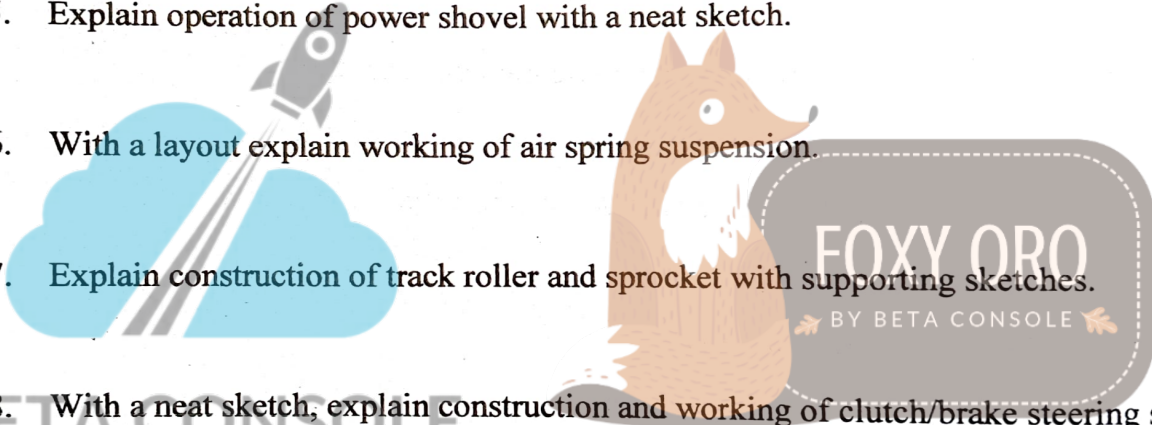 . Explain operation of power shovel with a neat sketch.
. With a layout explain working of air spring suspension.
. Explain construction of track roller and sprocket with supporting sketches.
FOXY ORO
BY BETA CONSOLE
. With a neat sketch, explain construction and working of clutch/brake steering
CONSOLE